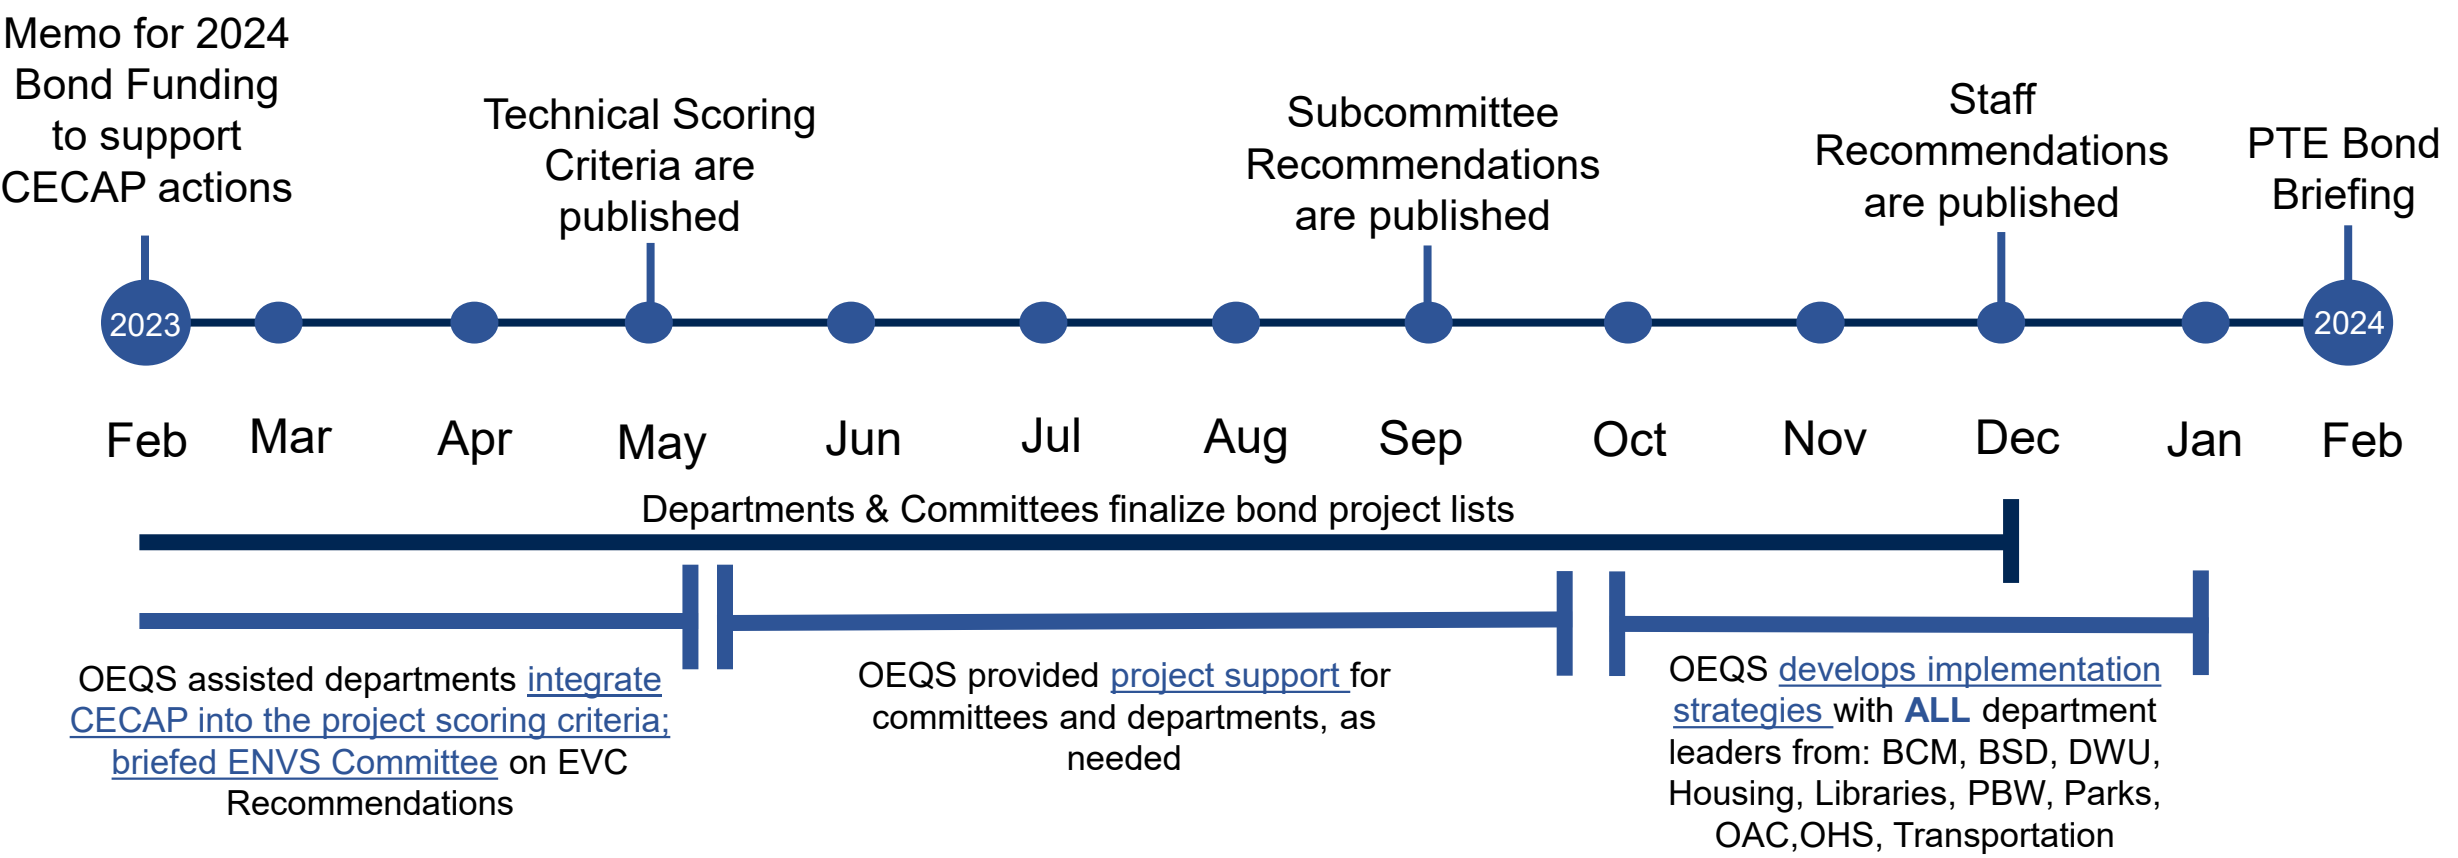 Memo for 2024
Bond Funding
to support
CECAP actions
Technical Scoring
Criteria are
published
Subcommittee
Recommendations
are published
Staff
Recommendations
are published
PTE Bond
Briefing
2023
2024
Feb
Mar
Apr
May
Jun
Jul
Aug
Sep
Oct
Nov
Dec
Jan
Feb
Departments & Committees finalize bond project lists
OEQS assisted departments integrate
CECAP into the project scoring criteria;
briefed ENVS Committee on EVC
Recommendations
OEQS provided project support for
committees and departments, as
needed
OEQS develops implementation
strategies with ALL department
leaders from: BCM, BSD, DWU,
Housing, Libraries, PBW, Parks,
OAC,OHS, Transportation